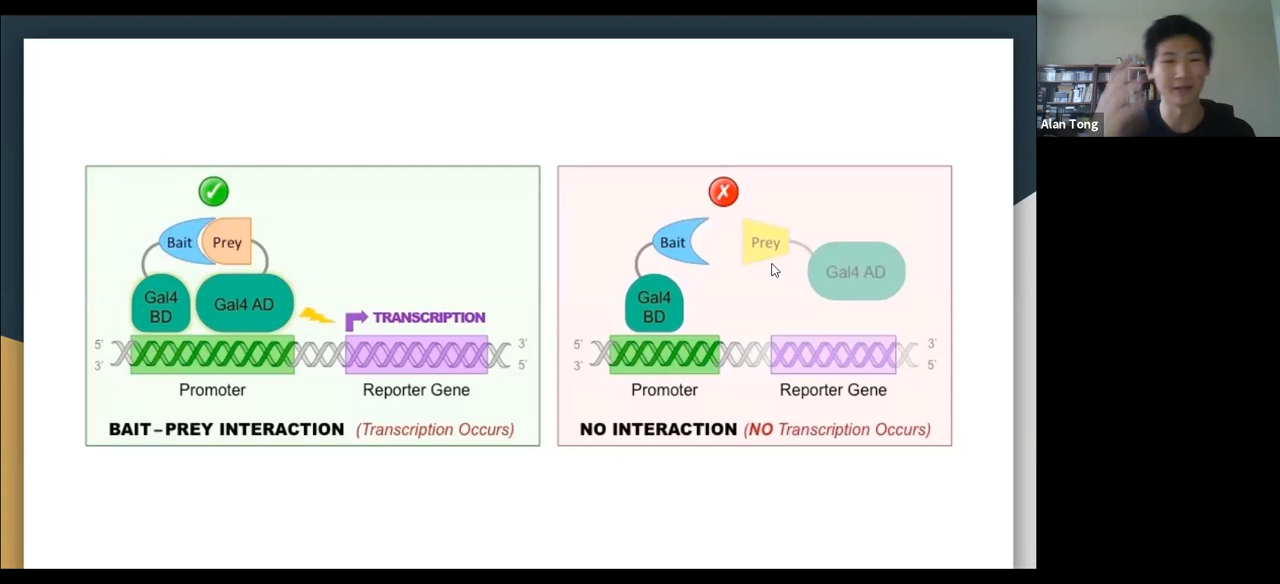 Alan Tong
Bait Prey
Gal4 BD
Gal4 AD
TRANSCRIPTION
5' 3'
3' 5'
Promoter Reporter Gene
BAIT–PREY INTERACTION (Transcription Occurs)
✗
Bait Prey
Gal4 AD
Gal4 BD
5' 3'
3' 5'
Promoter Reporter Gene
NO INTERACTION (NO Transcription Occurs)